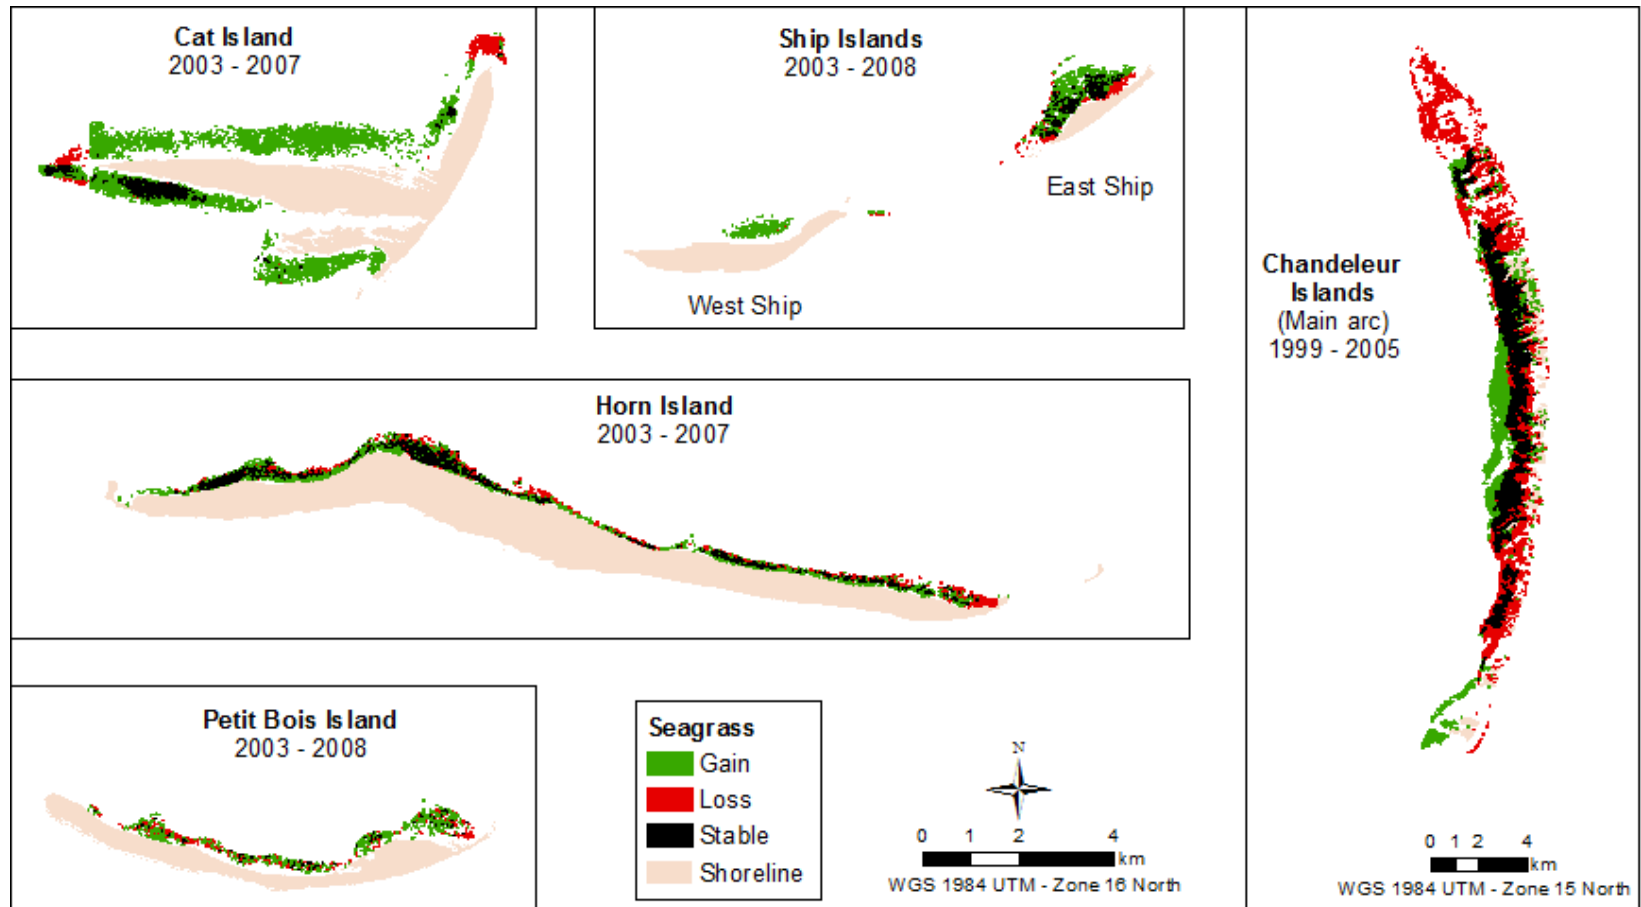 Cat Island
2003 - 2007
Ship Islands
2003 - 2008
East Ship
West Ship
Chandeleur
Islands
(Main arc)
1999 - 2005
Horn Island
2003 - 2007
Petit Bois Island
2003 - 2008
Seagrass
Gain
Loss
Stable
Shoreline
N
0 1 2 4
km
WGS 1984 UTM - Zone 16 North
0 1 2 4
km
WGS 1984 UTM - Zone 15 North